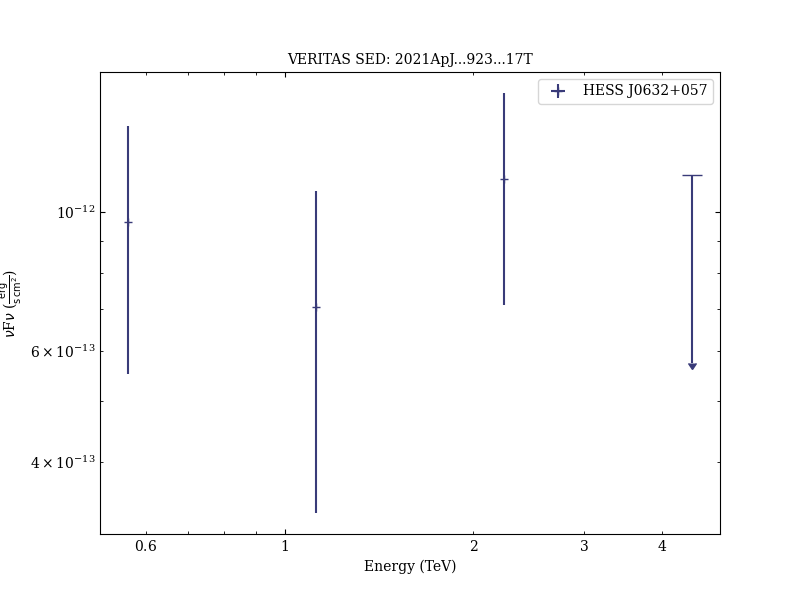 VERITAS SED: 2021ApJ...923...17T
HESS J0632+057
10⁻¹²
6 × 10⁻¹³
4 × 10⁻¹³
νFν (erg / s cm²)
0.6 1 2 3 4
Energy (TeV)